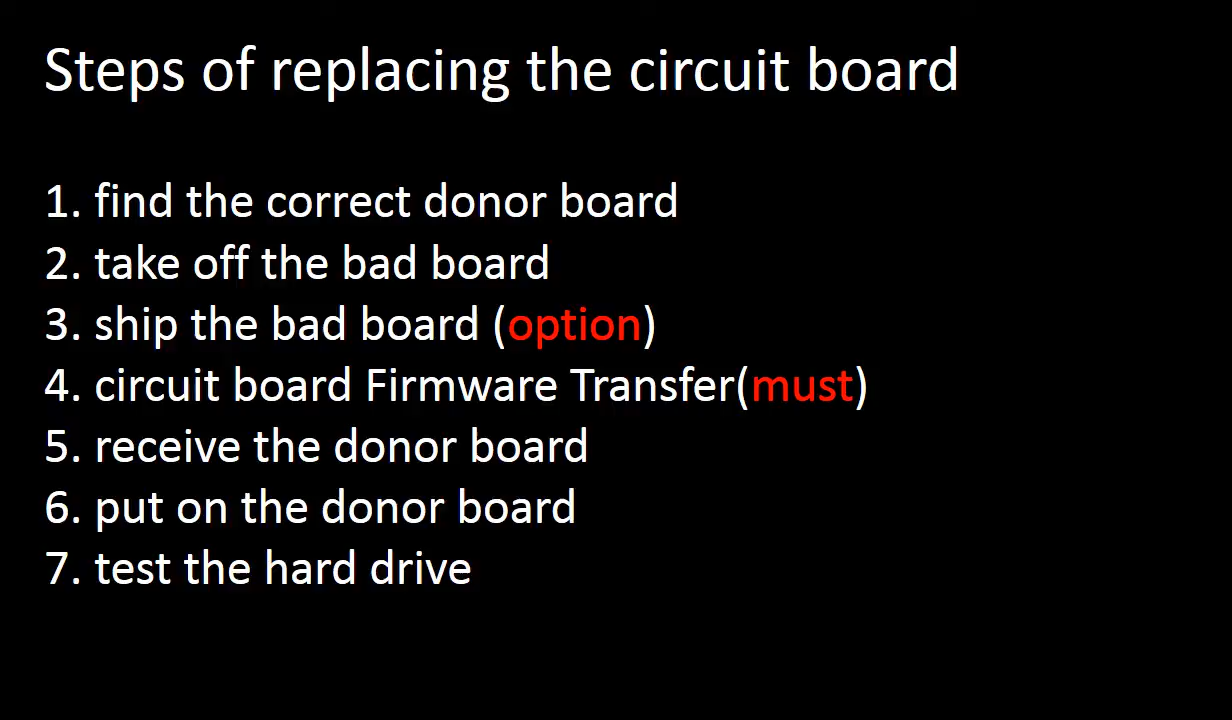 Steps of replacing the circuit board
1. find the correct donor board
2. take off the bad board
3. ship the bad board (option)
4. circuit board Firmware Transfer(must)
5. receive the donor board
6. put on the donor board
7. test the hard drive